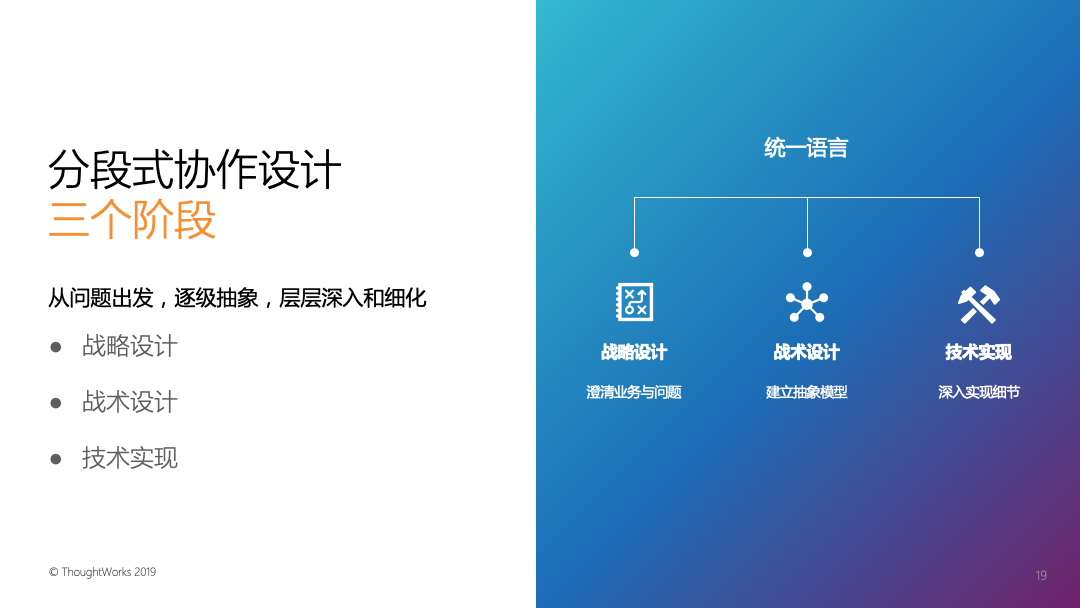 分段式协作设计
三个阶段
从问题出发，逐级抽象，层层深入和细化
● 战略设计
● 战术设计
● 技术实现
© ThoughtWorks 2019
统一语言
战略设计
澄清业务与问题
战术设计
建立抽象模型
技术实现
深入实现细节
19